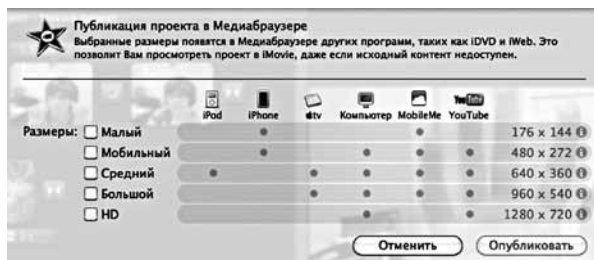 Публикация проекта в Медиабраузере
Выбранные размеры появятся в Медиабраузере других программ, таких как iDVD и iWeb. Это
позволит Вам просмотреть проект в iMovie, даже если исходный контент недоступен.
iPod iPhone tv Компьютер MobileMe YouTube
Размеры: Малый 176 x 144
Мобильный 480 x 272
Средний 640 x 360
Большой 960 x 540
HD 1280 x 720
Отменить Опубликовать